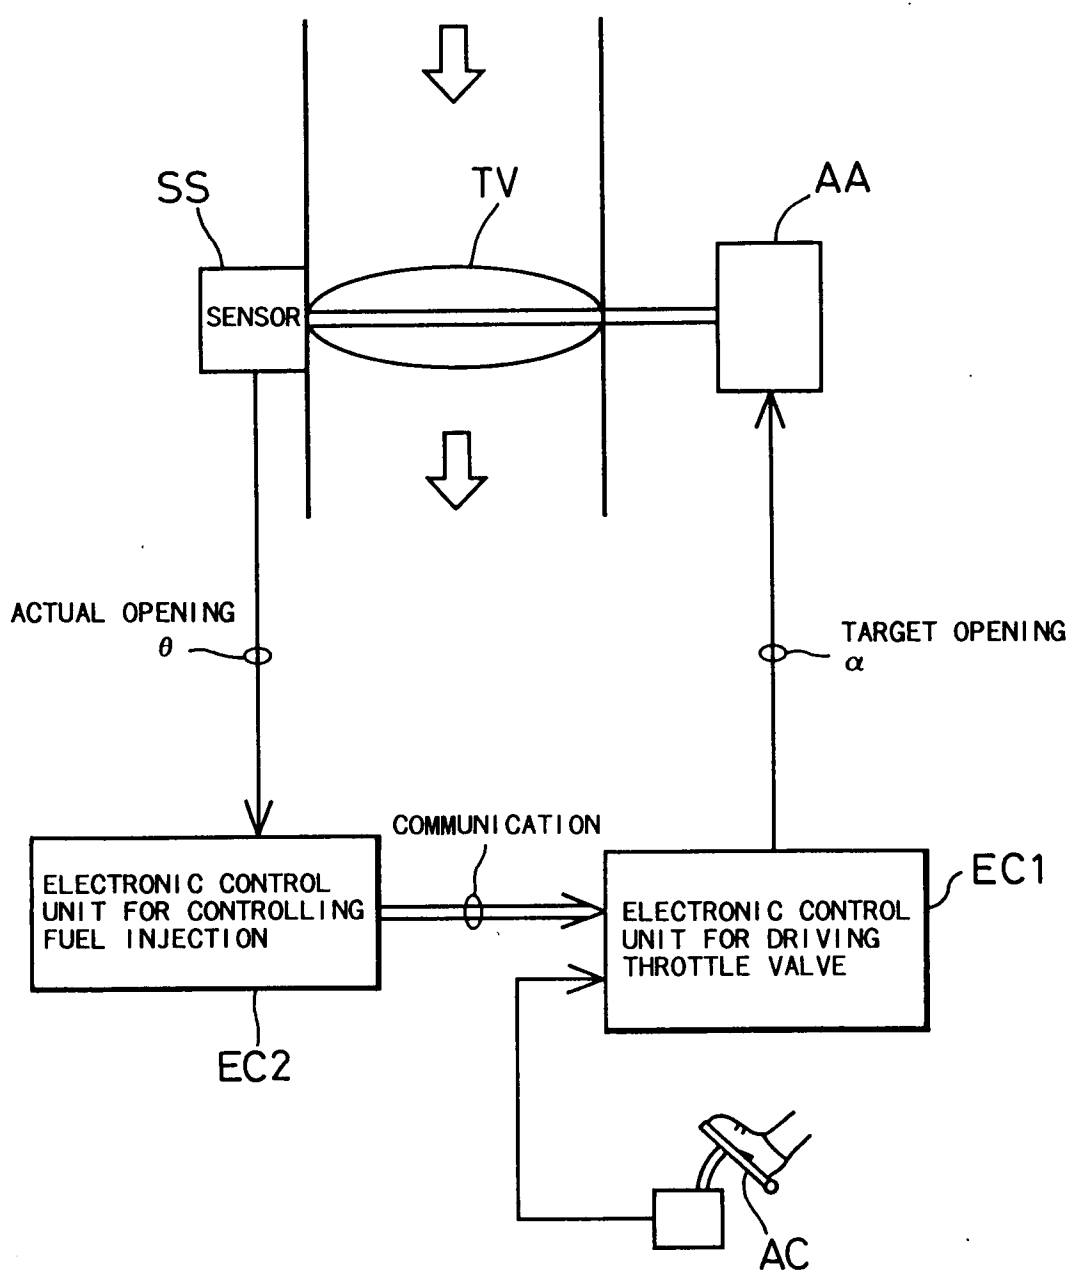 SS
TV
AA
SENSOR
ACTUAL OPENING
θ
TARGET OPENING
α
COMMUNICATION
ELECTRONIC CONTROL
UNIT FOR CONTROLLING
FUEL INJECTION
EC1
ELECTRONIC CONTROL
UNIT FOR DRIVING
THROTTLE VALVE
EC2
AC